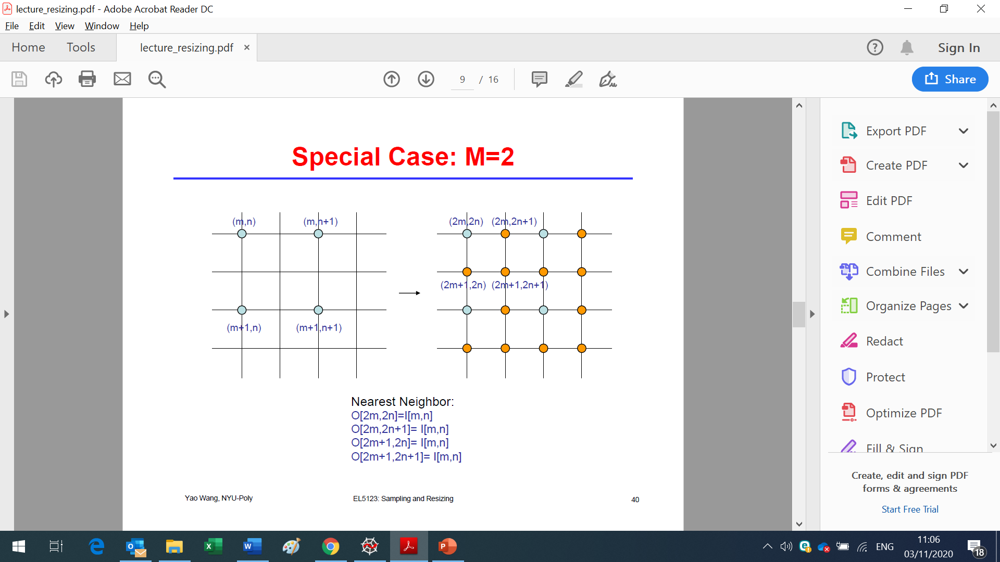 lecture_resizing.pdf - Adobe Acrobat Reader DC
File Edit View Window Help
Home Tools lecture_resizing.pdf × Sign In
9 / 16 Share
Special Case: M=2
(m,n) (m,n+1) (2m,2n) (2m,2n+1)
(2m+1,2n) (2m+1,2n+1)
(m+1,n) (m+1,n+1)
Nearest Neighbor:
O[2m,2n]=I[m,n]
O[2m,2n+1]= I[m,n]
O[2m+1,2n]= I[m,n]
O[2m+1,2n+1]= I[m,n]
Yao Wang, NYU-Poly EL5123: Sampling and Resizing 40
Export PDF
Create PDF
Edit PDF
Comment
Combine Files
Organize Pages
Redact
Protect
Optimize PDF
Fill & Sign
Create, edit and sign PDF
forms & agreements
Start Free Trial
ENG
11:06
03/11/2020
18